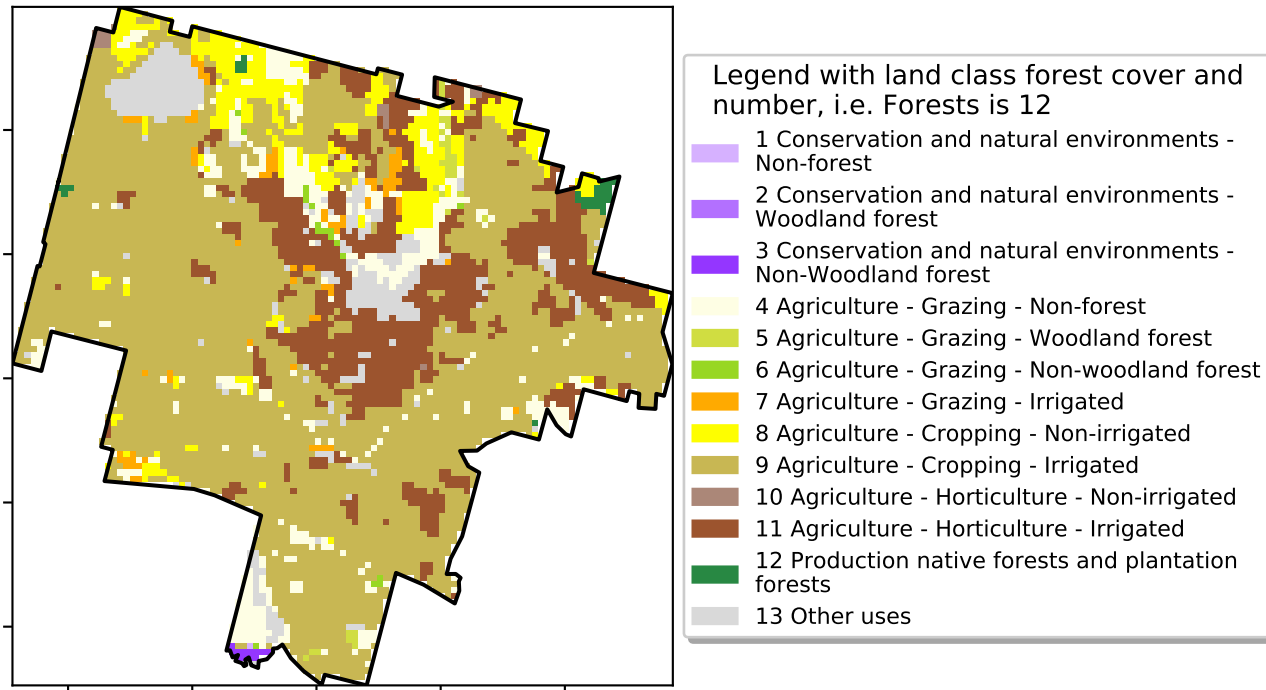 Legend with land class forest cover and
number, i.e. Forests is 12
1 Conservation and natural environments -
Non-forest
2 Conservation and natural environments -
Woodland forest
3 Conservation and natural environments -
Non-Woodland forest
4 Agriculture - Grazing - Non-forest
5 Agriculture - Grazing - Woodland forest
6 Agriculture - Grazing - Non-woodland forest
7 Agriculture - Grazing - Irrigated
8 Agriculture - Cropping - Non-irrigated
9 Agriculture - Cropping - Irrigated
10 Agriculture - Horticulture - Non-irrigated
11 Agriculture - Horticulture - Irrigated
12 Production native forests and plantation
forests
13 Other uses